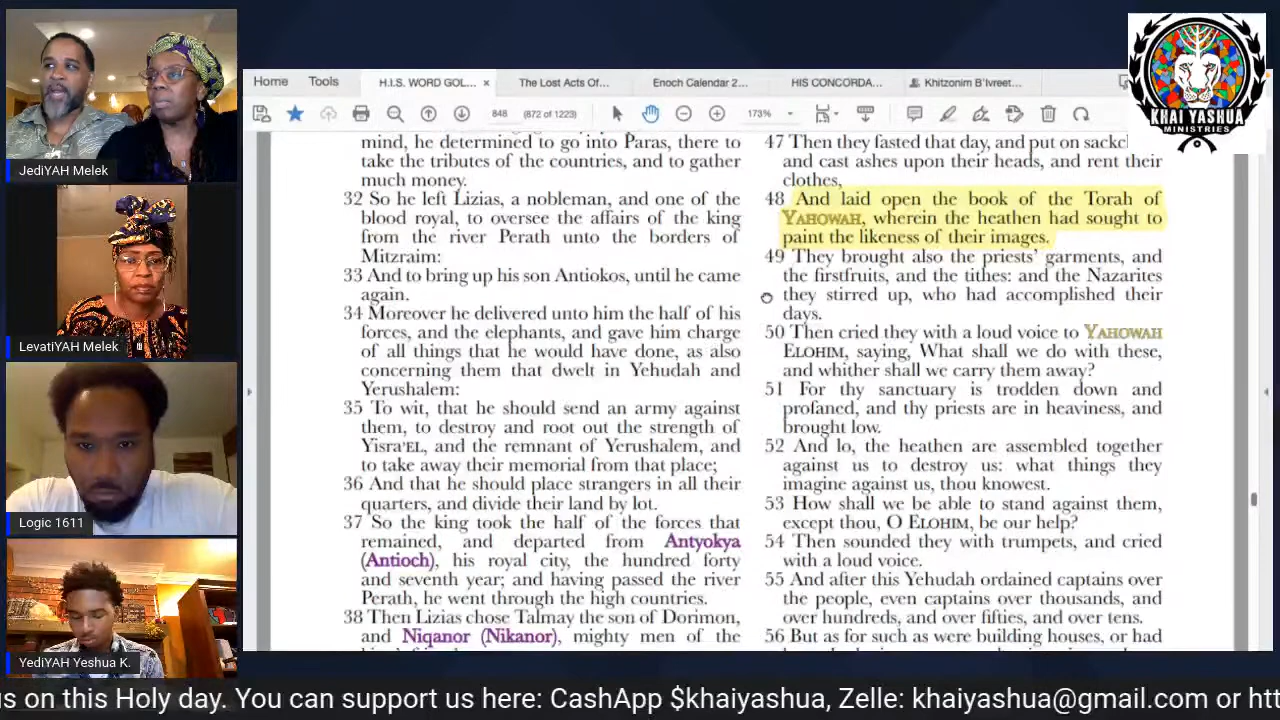 JediYAH Melek
LevatiYAH Melek
Logic 1611
YediYAH Yeshua K.
KHAI YASHUA
MINISTRIES
Home Tools H.I.S. WORD GOL... × The Lost Acts Of... Enoch Calendar 2... HIS CONCORDA... Khitzonim B'Ivreet...
848 (872 of 1223) 173%
mind, he determined to go into Paras, there to
take the tributes of the countries, and to gather
much money.
32 So he left Lizias, a nobleman, and one of the
blood royal, to oversee the affairs of the king
from the river Perath unto the borders of
Mitzraim:
33 And to bring up his son Antiokos, until he came
again.
34 Moreover he delivered unto him the half of his
forces, and the elephants, and gave him charge
of all things that he would have done, as also
concerning them that dwelt in Yehudah and
Yerushalem:
35 To wit, that he should send an army against
them, to destroy and root out the strength of
Yisra'EL, and the remnant of Yerushalem, and
to take away their memorial from that place;
36 And that he should place strangers in all their
quarters, and divide their land by lot.
37 So the king took the half of the forces that
remained, and departed from Antyokya
(Antioch), his royal city, the hundred forty
and seventh year; and having passed the river
Perath, he went through the high countries.
38 Then Lizias chose Talmay the son of Dorimon,
and Niqanor (Nikanor), mighty men of the
47 Then they fasted that day, and put on sackcl
and cast ashes upon their heads, and rent their
clothes,
48 And laid open the book of the Torah of
YAHOWAH, wherein the heathen had sought to
paint the likeness of their images.
49 They brought also the priests' garments, and
the firstfruits, and the tithes: and the Nazarites
they stirred up, who had accomplished their
days.
50 Then cried they with a loud voice to YAHOWAH
ELOHIM, saying, What shall we do with these,
and whither shall we carry them away?
51 For thy sanctuary is trodden down and
profaned, and thy priests are in heaviness, and
brought low.
52 And lo, the heathen are assembled together
against us to destroy us: what things they
imagine against us, thou knowest.
53 How shall we be able to stand against them,
except thou, O ELOHIM, be our help?
54 Then sounded they with trumpets, and cried
with a loud voice.
55 And after this Yehudah ordained captains over
the people, even captains over thousands, and
over hundreds, and over fifties, and over tens.
56 But as for such as were building houses, or had
us on this Holy day. You can support us here: CashApp $khaiyashua, Zelle: khaiyashua@gmail.com or htt